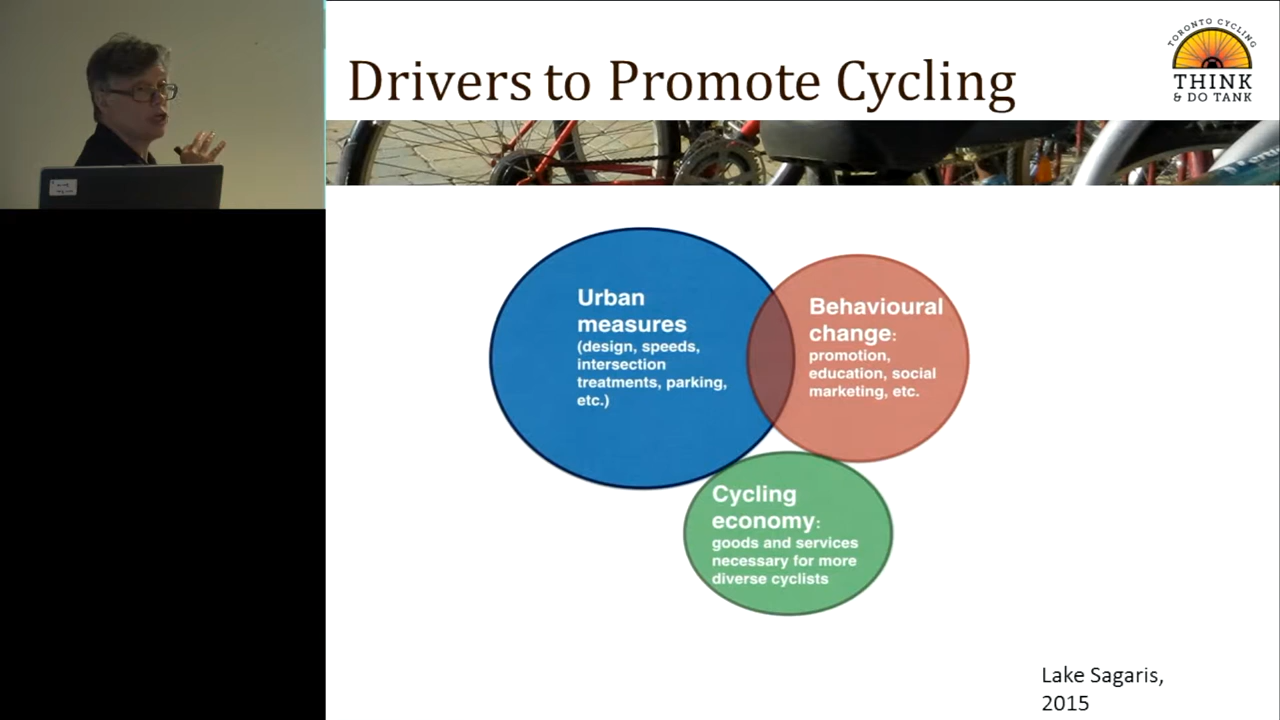 Drivers to Promote Cycling
TORONTO CYCLING
THINK
& DO TANK
Urban
measures
(design, speeds,
intersection
treatments, parking,
etc.)
Behavioural
change:
promotion,
education, social
marketing, etc.
Cycling
economy:
goods and services
necessary for more
diverse cyclists
Lake Sagaris,
2015